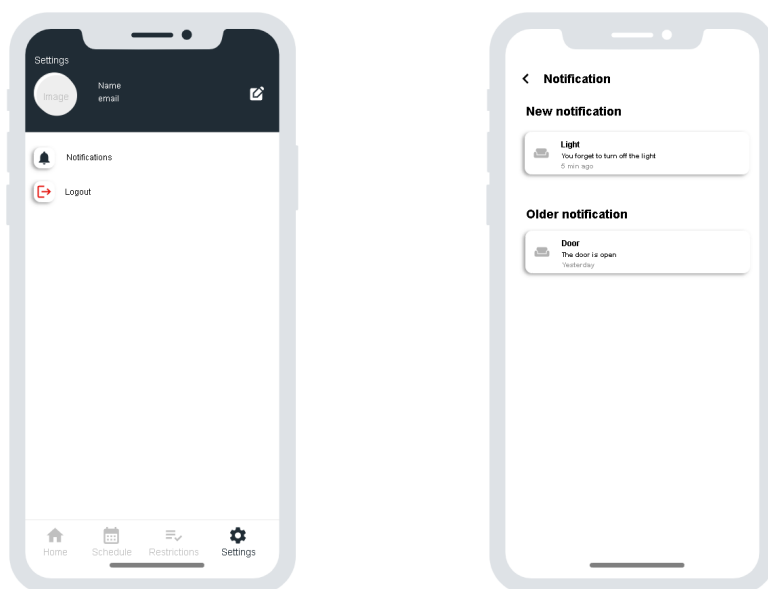 Settings
Image
Name
email
Notifications
Logout
Home
Schedule
Restrictions
Settings
Notification
New notification
Light
You forget to turn off the light
5 min ago
Older notification
Door
The door is open
Yesterday